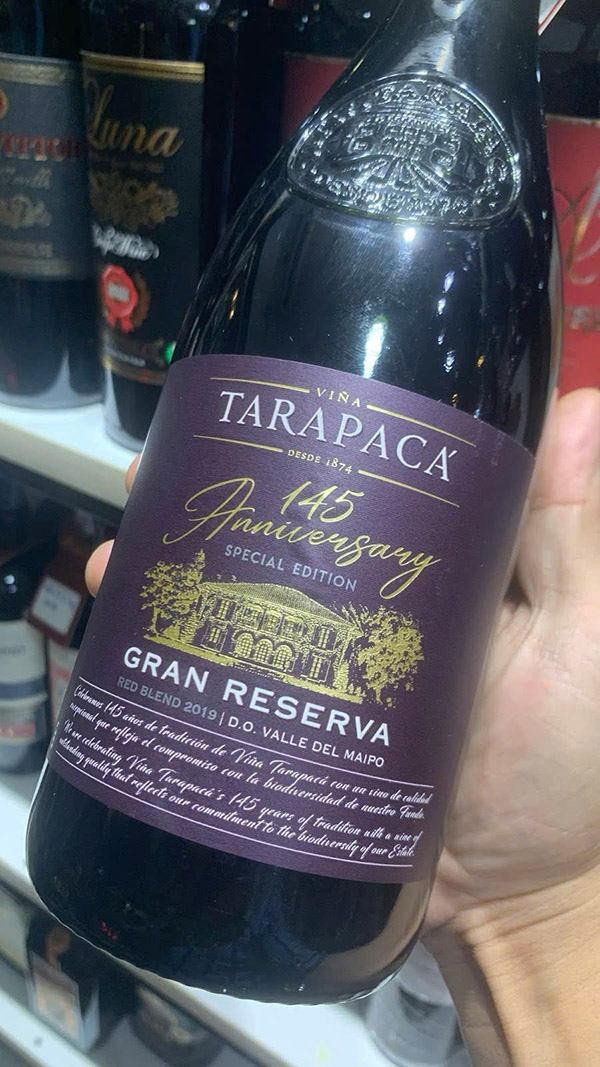 Luna
VIÑA
TARAPACÁ
DESDE 1874
145
Anniversary
SPECIAL EDITION
GRAN RESERVA
RED BLEND 2019 | D.O. VALLE DEL MAIPO
Celebramos 145 años de tradición de Viña Tarapacá con un vino de calidad
excepcional que refleja el compromiso con la biodiversidad de nuestro Fundo.
We are celebrating Viña Tarapacá's 145 years of tradition with a wine of
outstanding quality that reflects our commitment to the biodiversity of our Estate.